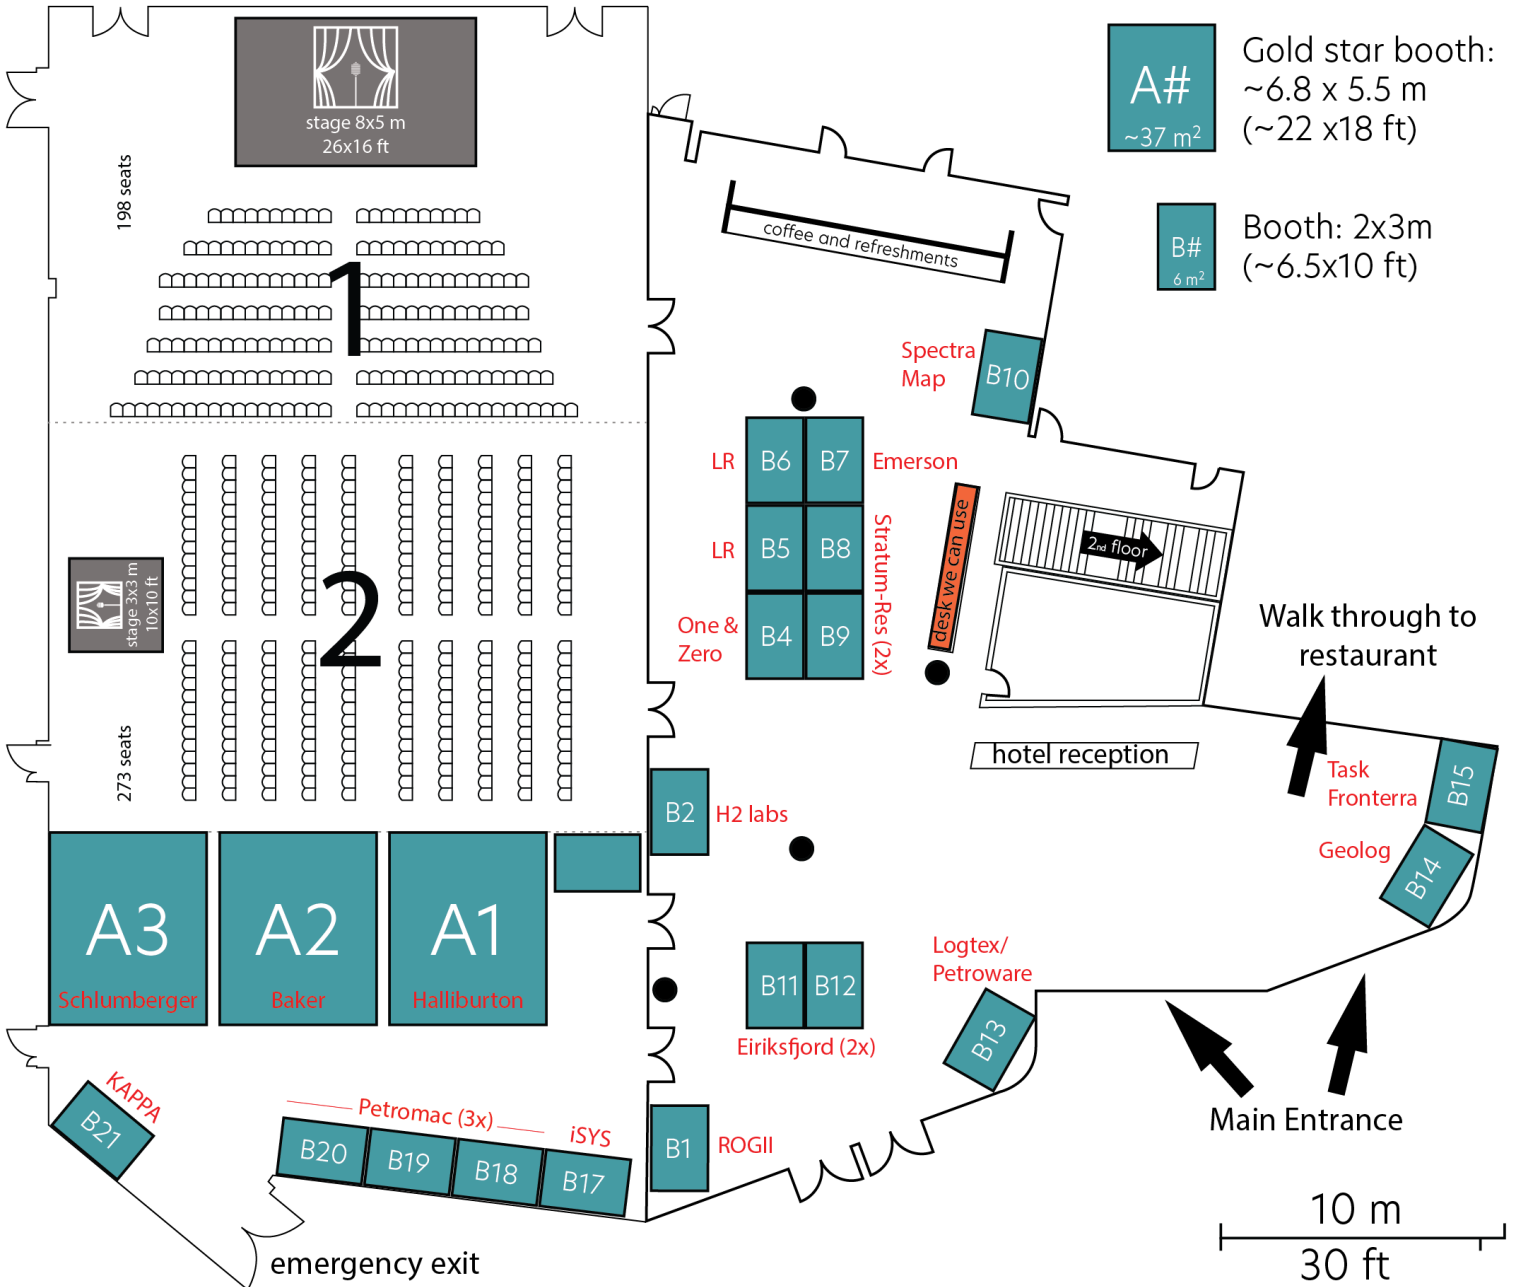 stage 8x5 m
26x16 ft
198 seats
1
A#
~37 m2
Gold star booth:
~6.8 x 5.5 m
(~22 x18 ft)
B#
6 m2
Booth: 2x3m
(~6.5x10 ft)
coffee and refreshments
Spectra
Map
B10
LR
B6
B7
Emerson
LR
B5
B8
Stratum-Res (2x)
One &
Zero
B4
B9
desk we can use
2nd floor
stage 3x3 m
10x10 ft
2
273 seats
Walk through to
restaurant
hotel reception
B2
H2 labs
Task
Fronterra
B15
Geolog
B14
A3
Schlumberger
A2
Baker
A1
Halliburton
B11
B12
Eiriksfjord (2x)
Logtex/
Petroware
B13
Main Entrance
KAPPA
B21
Petromac (3x)
iSYS
B20
B19
B18
B17
B1
ROGII
emergency exit
10 m
30 ft